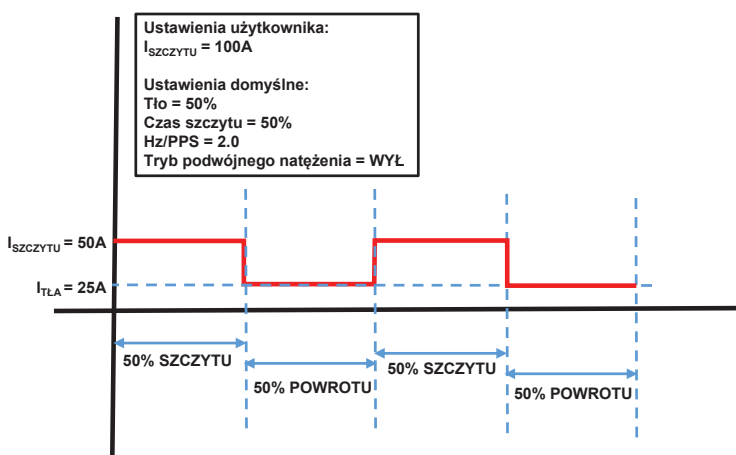 Ustawienia użytkownika:
ISZCZYTU = 100A
Ustawienia domyślne:
Tło = 50%
Czas szczytu = 50%
Hz/PPS = 2.0
Tryb podwójnego natężenia = WYŁ
ISZCZYTU = 50A
ITŁA = 25A
50% SZCZYTU
50% POWROTU
50% SZCZYTU
50% POWROTU